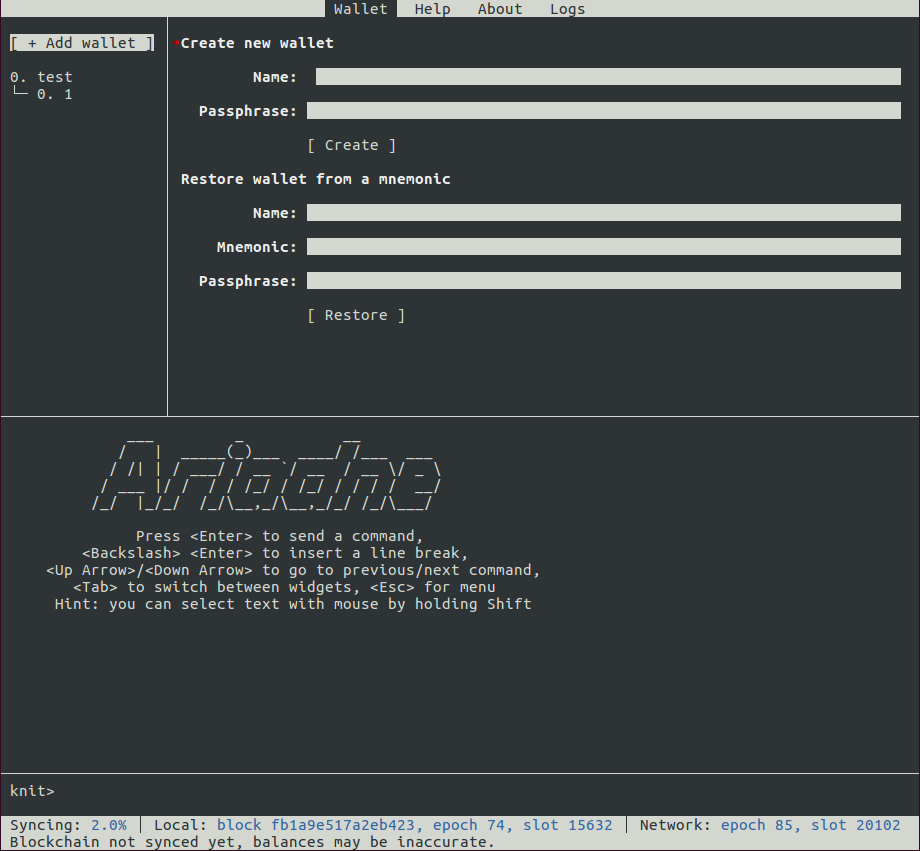 Wallet Help About Logs
[ + Add wallet ]
0. test
└─ 0. 1
Create new wallet
Name:
Passphrase:
[ Create ]
Restore wallet from a mnemonic
Name:
Mnemonic:
Passphrase:
[ Restore ]
Ariadne
Press <Enter> to send a command,
<Backslash> <Enter> to insert a line break,
<Up Arrow>/<Down Arrow> to go to previous/next command,
<Tab> to switch between widgets, <Esc> for menu
Hint: you can select text with mouse by holding Shift
knit>
Syncing: 2.0% │ Local: block fb1a9e517a2eb423, epoch 74, slot 15632 │ Network: epoch 85, slot 20102
Blockchain not synced yet, balances may be inaccurate.